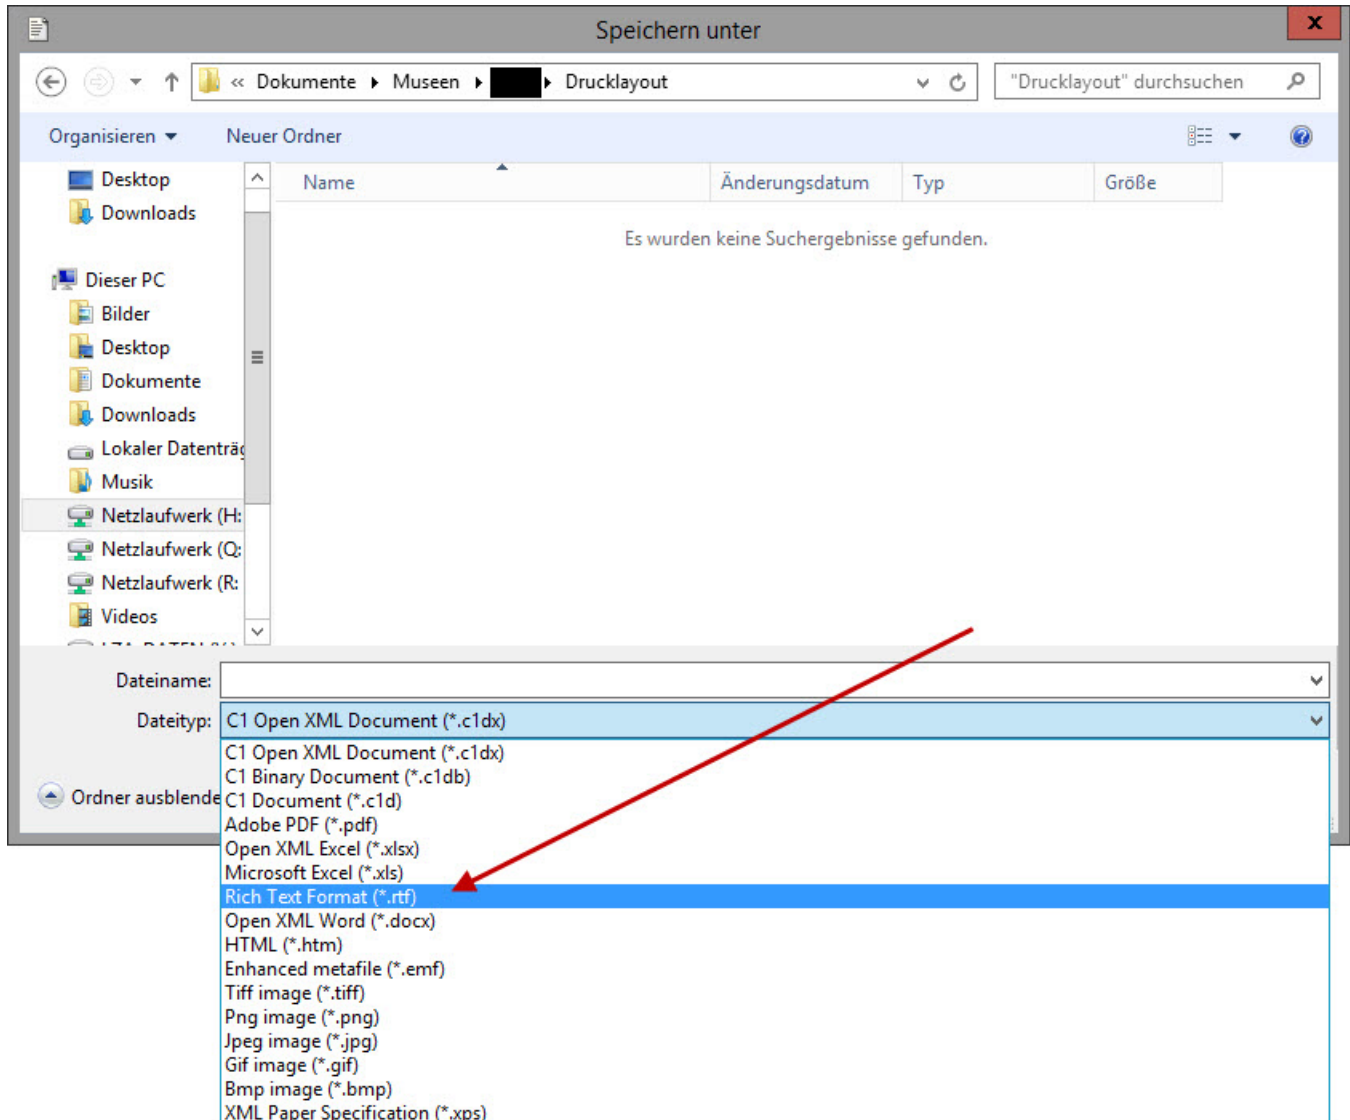 Speichern unter
x
« Dokumente Museen Drucklayout
"Drucklayout" durchsuchen
Organisieren Neuer Ordner
?
Name Änderungsdatum Typ Größe
Es wurden keine Suchergebnisse gefunden.
Desktop
Downloads
Dieser PC
Bilder
Desktop
Dokumente
Downloads
Lokaler Datenträg
Musik
Netzlaufwerk (H:
Netzlaufwerk (Q:
Netzlaufwerk (R:
Videos
Dateiname:
Dateityp: C1 Open XML Document (*.c1dx)
C1 Open XML Document (*.c1dx)
C1 Binary Document (*.c1db)
C1 Document (*.c1d)
Adobe PDF (*.pdf)
Open XML Excel (*.xlsx)
Microsoft Excel (*.xls)
Rich Text Format (*.rtf)
Open XML Word (*.docx)
HTML (*.htm)
Enhanced metafile (*.emf)
Tiff image (*.tiff)
Png image (*.png)
Jpeg image (*.jpg)
Gif image (*.gif)
Bmp image (*.bmp)
XML Paper Specification (*.xps)
Ordner ausblende